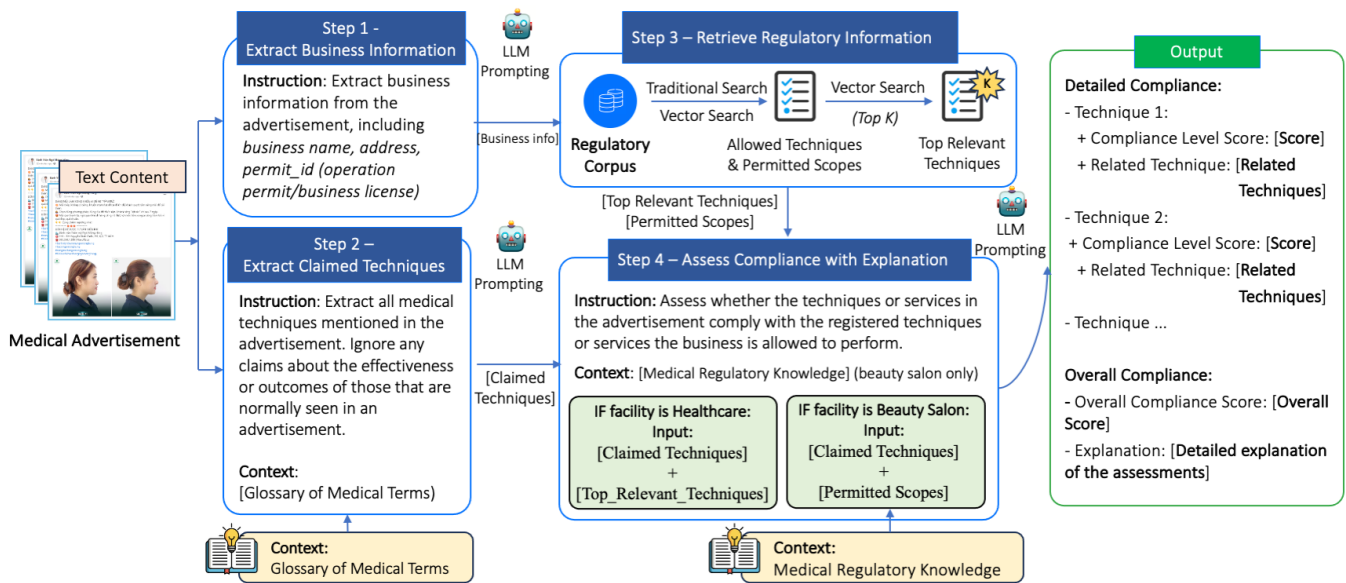 Text Content
Medical Advertisement
Step 1 -
Extract Business Information
Instruction: Extract business
information from the
advertisement, including
business name, address,
permit_id (operation
permit/business license)
LLM
Prompting
[Business info]
Step 2 –
Extract Claimed Techniques
Instruction: Extract all medical
techniques mentioned in the
advertisement. Ignore any
claims about the effectiveness
or outcomes of those that are
normally seen in an
advertisement.
Context:
[Glossary of Medical Terms)
Context:
Glossary of Medical Terms
LLM
Prompting
[Claimed
Techniques]
Step 3 – Retrieve Regulatory Information
Regulatory
Corpus
Traditional Search
Vector Search
Allowed Techniques
& Permitted Scopes
Vector Search
(Top K)
K
Top Relevant
Techniques
[Top Relevant Techniques]
[Permitted Scopes]
Step 4 – Assess Compliance with Explanation
Instruction: Assess whether the techniques or services in
the advertisement comply with the registered techniques
or services the business is allowed to perform.
Context: [Medical Regulatory Knowledge] (beauty salon only)
IF facility is Healthcare:
Input:
[Claimed Techniques]
+
[Top_Relevant_Techniques]
IF facility is Beauty Salon:
Input:
[Claimed Techniques]
+
[Permitted Scopes]
Context:
Medical Regulatory Knowledge
LLM
Prompting
Output
Detailed Compliance:
- Technique 1:
+ Compliance Level Score: [Score]
+ Related Technique: [Related
Techniques]
- Technique 2:
+ Compliance Level Score: [Score]
+ Related Technique: [Related
Techniques]
- Technique ...
Overall Compliance:
- Overall Compliance Score: [Overall
Score]
- Explanation: [Detailed explanation
of the assessments]